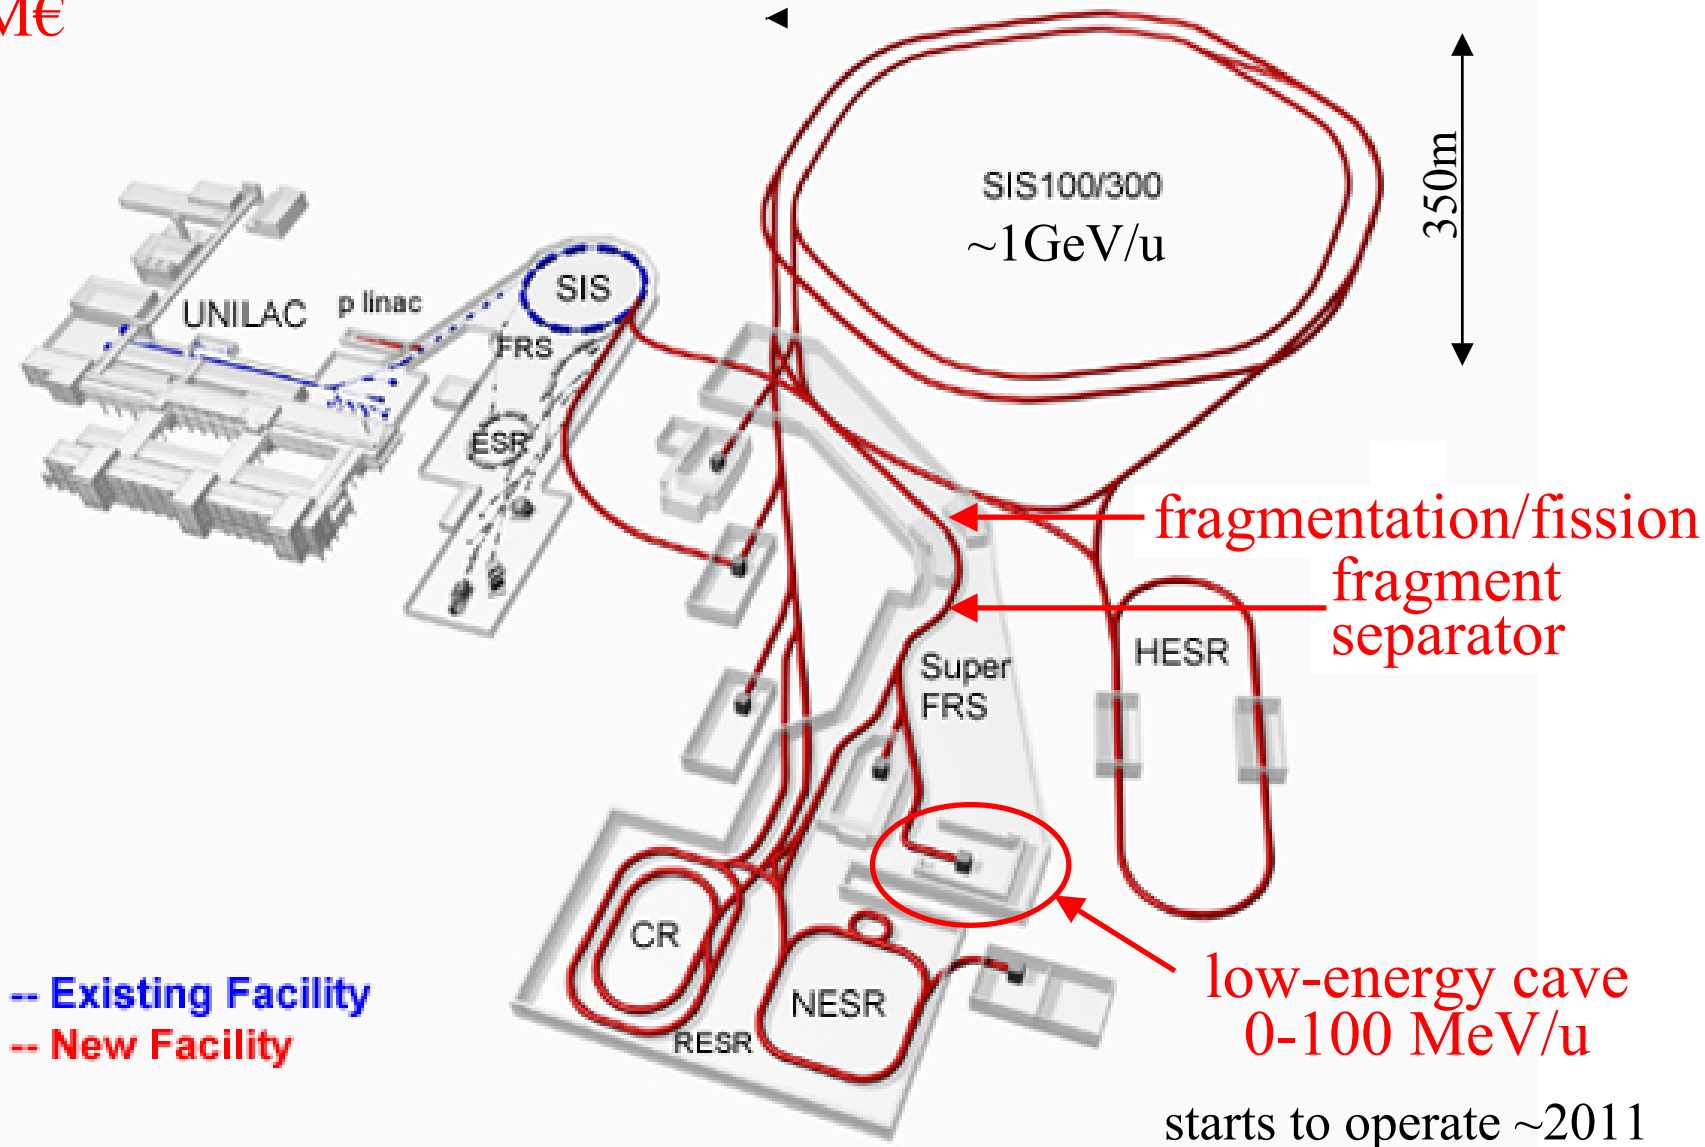 M€
350m
SIS100/300
~1GeV/u
SIS
p linac
UNILAC
FRS
ESR
fragmentation/fission
fragment
separator
HESR
Super
FRS
CR
low-energy cave
0-100 MeV/u
NESR
RESR
-- Existing Facility
-- New Facility
starts to operate ~2011